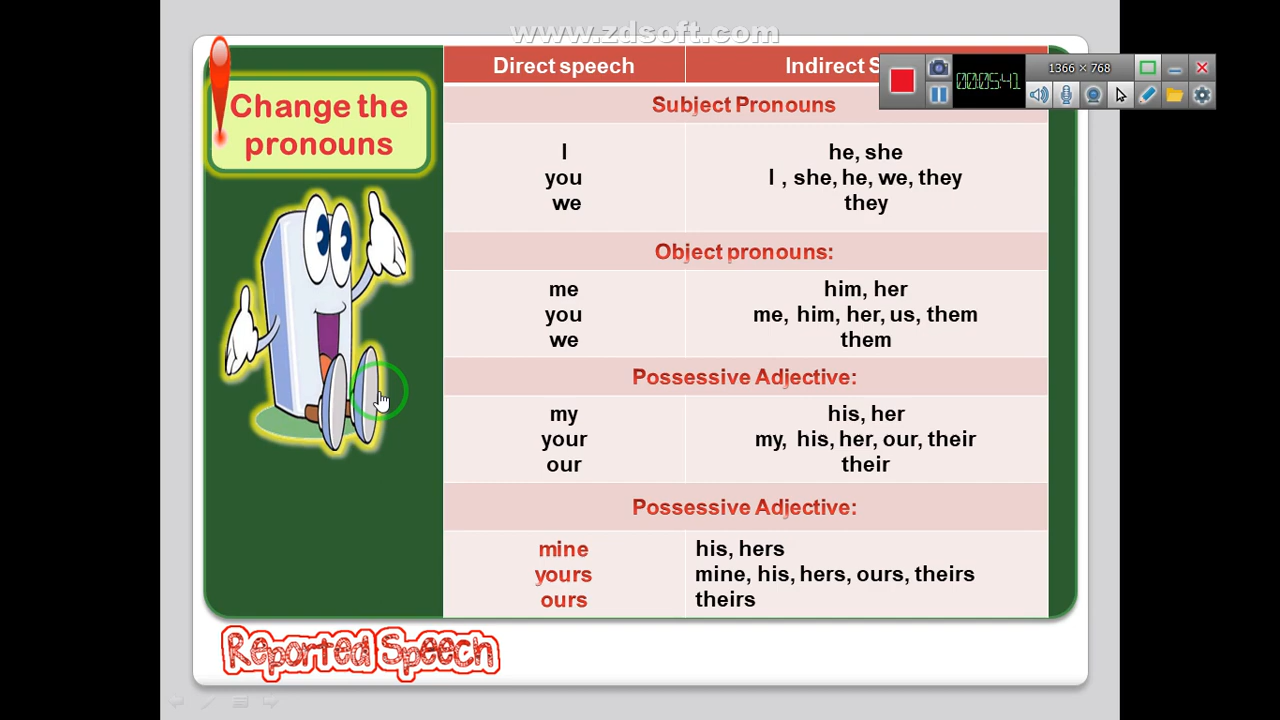 www.zdsoft.com
Direct speech
Indirect S
1366 × 768
00:05:41
Change the
pronouns
Subject Pronouns
I
he, she
you
I , she, he, we, they
we
they
Object pronouns:
me
him, her
you
me, him, her, us, them
we
them
Possessive Adjective:
my
his, her
your
my, his, her, our, their
our
their
Possessive Adjective:
mine
his, hers
yours
mine, his, hers, ours, theirs
ours
theirs
Reported Speech